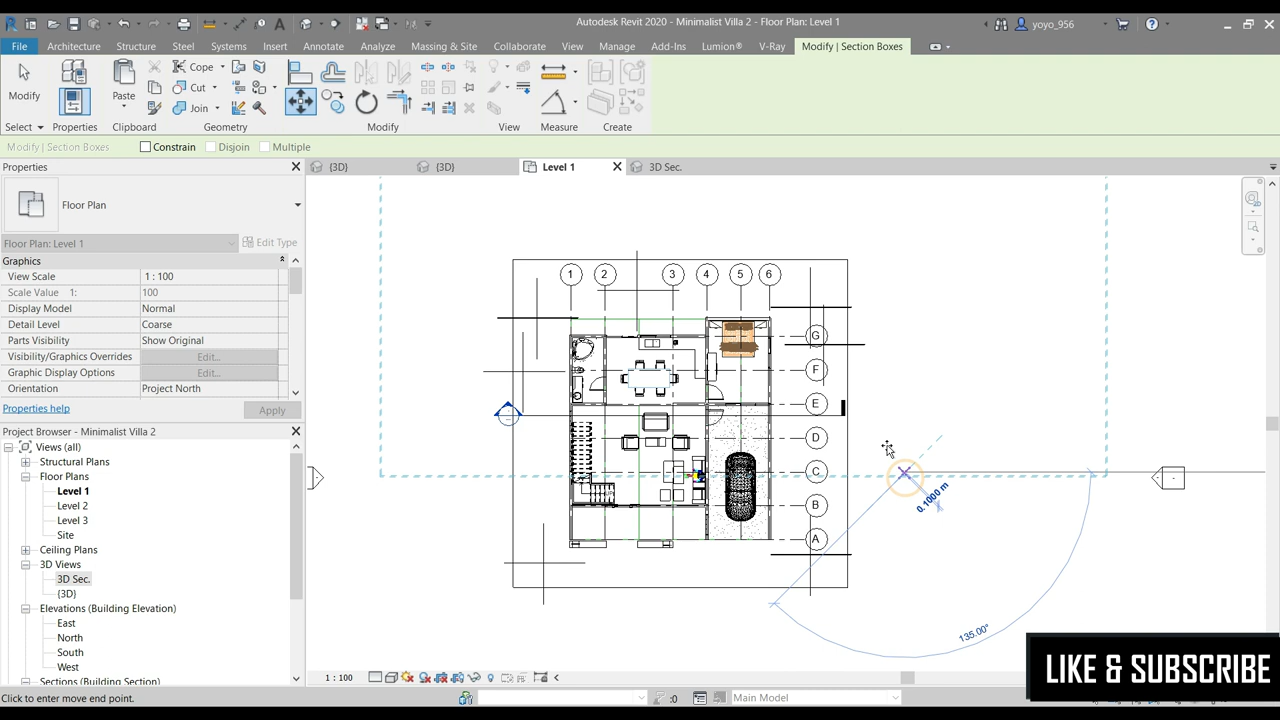 Autodesk Revit 2020 - Minimalist Villa 2 - Floor Plan: Level 1
yoyo_956
File Architecture Structure Steel Systems Insert Annotate Analyze Massing & Site Collaborate View Manage Add-Ins Lumion® V-Ray Modify | Section Boxes
Modify
Paste
Cope
Cut
Join
Select Properties Clipboard Geometry Modify View Measure Create
Modify | Section Boxes Constrain Disjoin Multiple
Properties
{3D} {3D} Level 1 3D Sec.
Floor Plan
Floor Plan: Level 1 Edit Type
Graphics
View Scale 1 : 100
Scale Value 1: 100
Display Model Normal
Detail Level Coarse
Parts Visibility Show Original
Visibility/Graphics Overrides Edit...
Graphic Display Options Edit...
Orientation Project North
Properties help Apply
Project Browser - Minimalist Villa 2
Views (all)
Structural Plans
Floor Plans
Level 1
Level 2
Level 3
Site
Ceiling Plans
3D Views
3D Sec.
{3D}
Elevations (Building Elevation)
East
North
South
West
Sections (Building Section)
1 2 3 4 5 6
G
F
E
D
C
B
A
0.1000 m
135.00°
LIKE & SUBSCRIBE
1 : 100
Click to enter move end point.
:0
Main Model